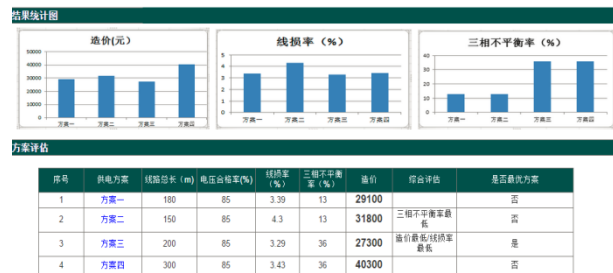 结果统计图
造价(元)
50000
40000
30000
20000
10000
0
方案一 方案二 方案三 方案四
线损率（%）
5
4
3
2
1
0
方案一 方案二 方案三 方案四
三相不平衡率（%）
40
30
20
10
0
方案一 方案二 方案三 方案四
方案评估
序号 供电方案 线路总长（m） 电压合格率(%) 线损率（%） 三相不平衡率（%） 造价 综合评估 是否最优方案
1 方案一 180 85 3.39 13 29100 否
2 方案二 150 85 4.3 13 31800 三相不平衡率最低 否
3 方案三 200 85 3.29 36 27300 造价最低/线损率最低 是
4 方案四 300 85 3.43 36 40300 否